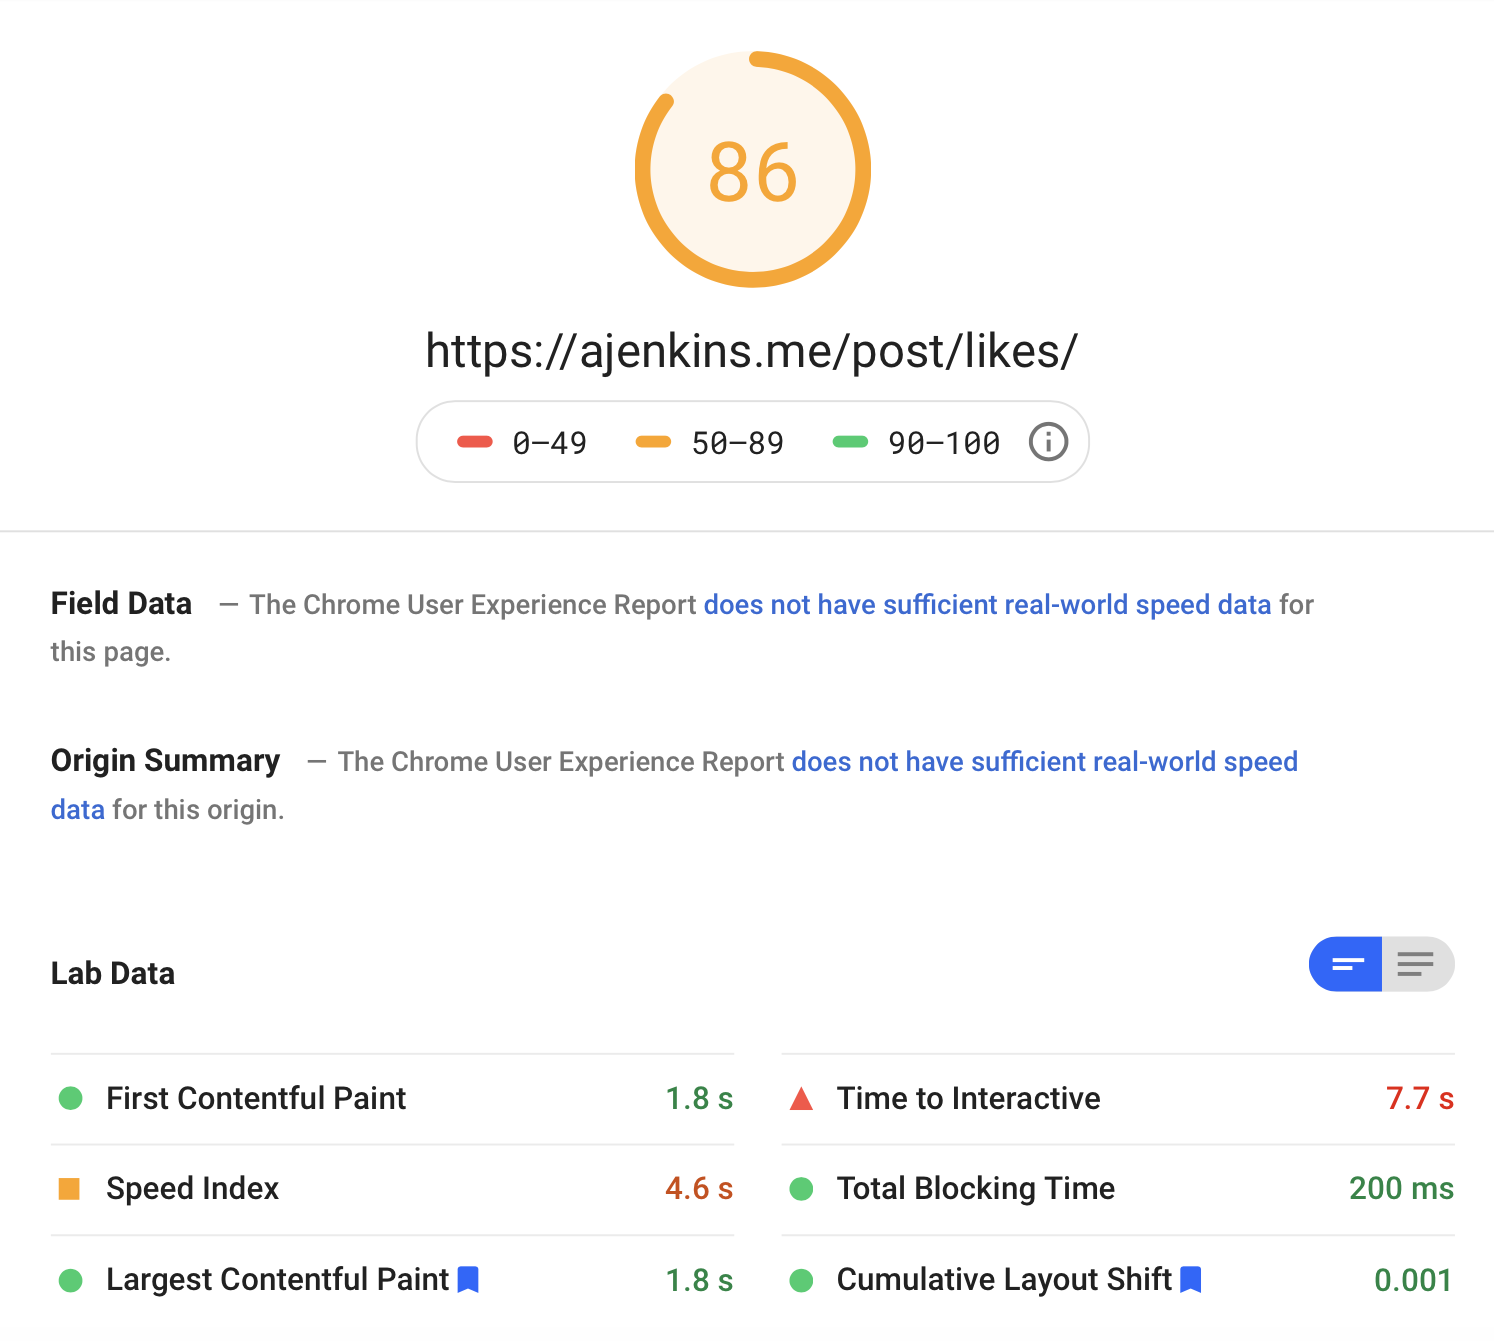 86
https://ajenkins.me/post/likes/
0–49 50–89 90–100
Field Data — The Chrome User Experience Report does not have sufficient real-world speed data for
this page.
Origin Summary — The Chrome User Experience Report does not have sufficient real-world speed
data for this origin.
Lab Data
First Contentful Paint 1.8 s
Time to Interactive 7.7 s
Speed Index 4.6 s
Total Blocking Time 200 ms
Largest Contentful Paint 1.8 s
Cumulative Layout Shift 0.001